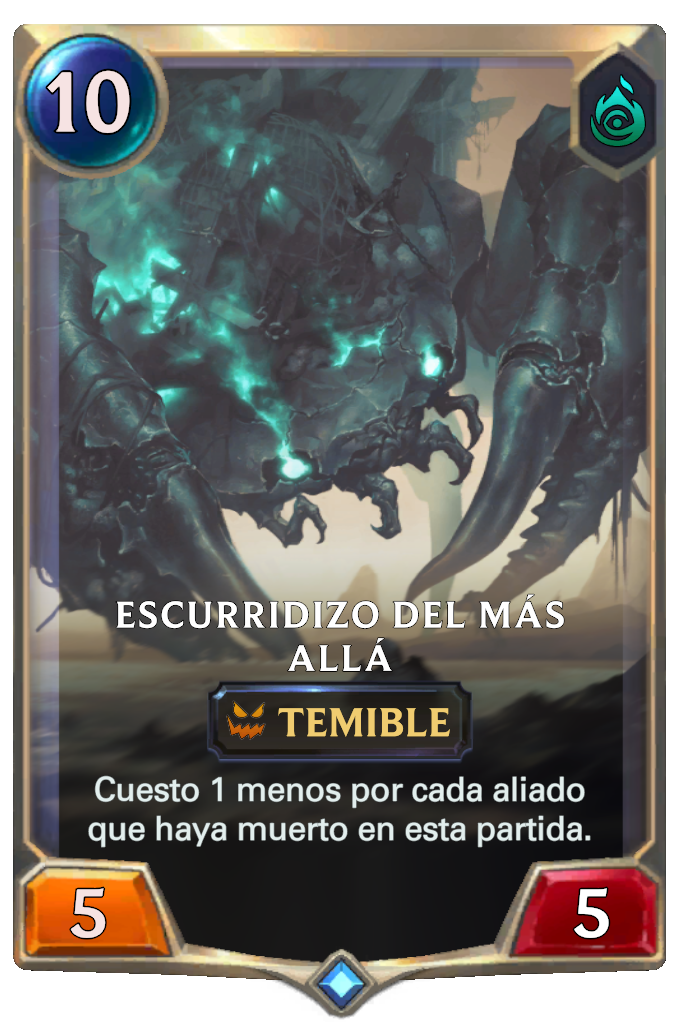 10
ESCURRIDIZO DEL MÁS
ALLÁ
TEMIBLE
Cuesto 1 menos por cada aliado
que haya muerto en esta partida.
5
5